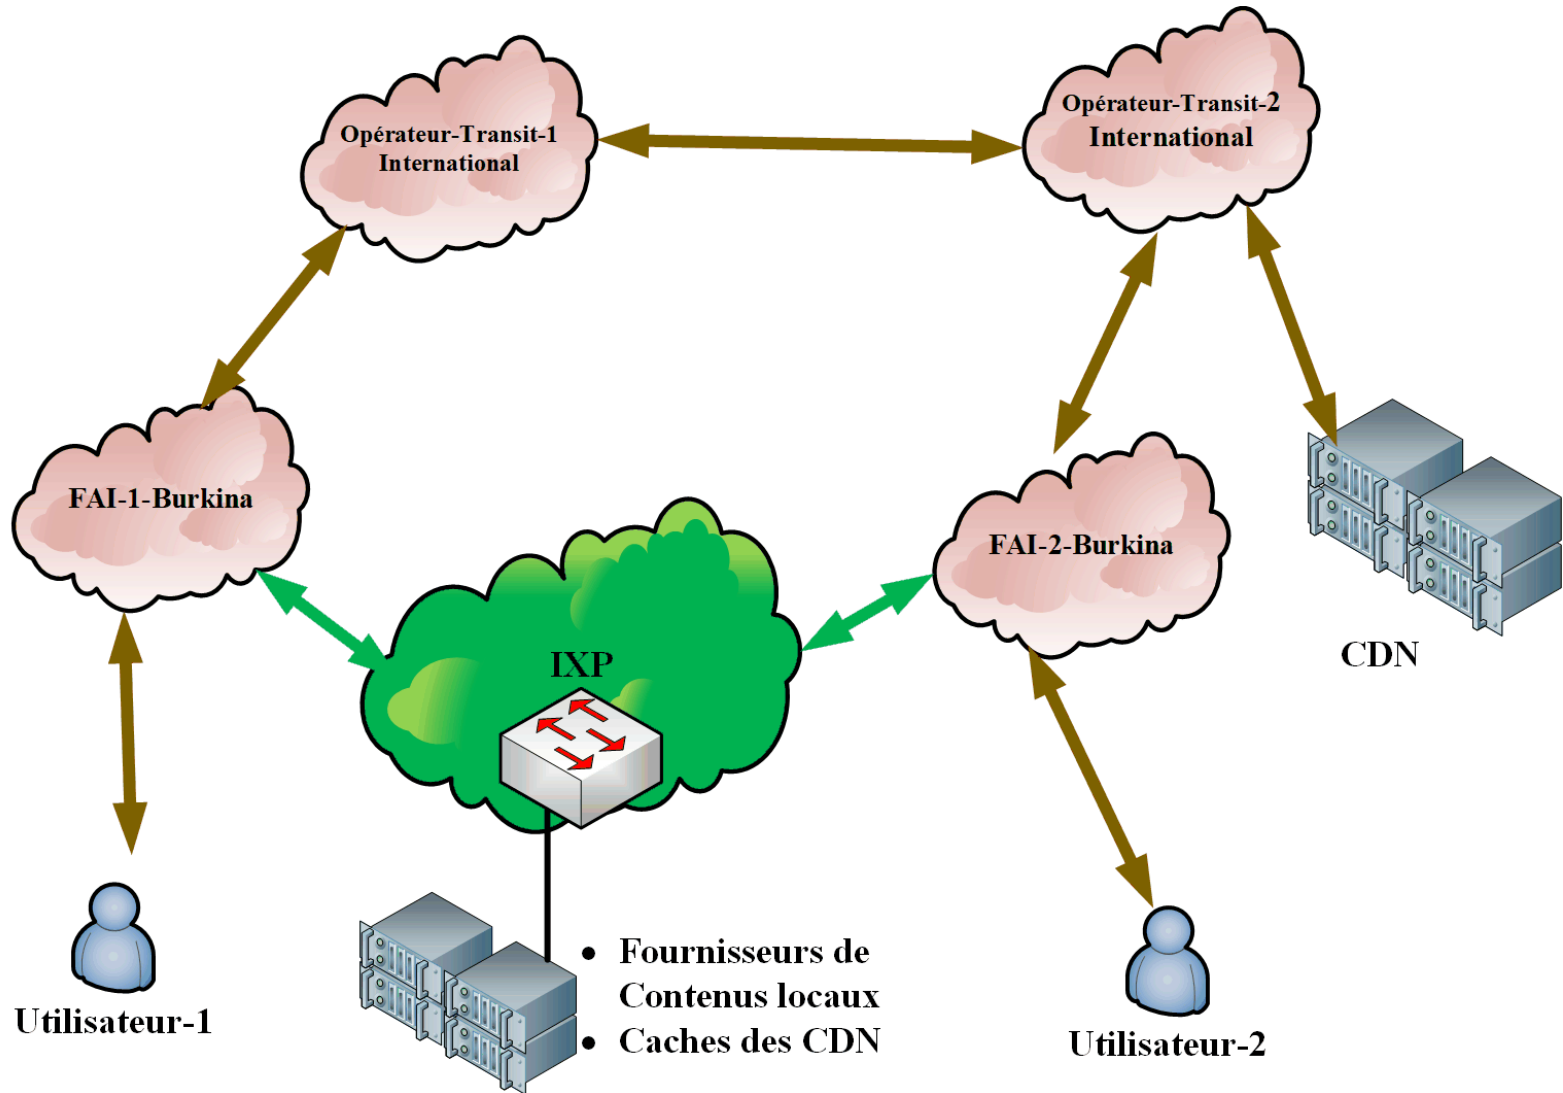 Opérateur-Transit-1
International
Opérateur-Transit-2
International
FAI-1-Burkina
FAI-2-Burkina
IXP
CDN
• Fournisseurs de
Contenus locaux
• Caches des CDN
Utilisateur-1
Utilisateur-2